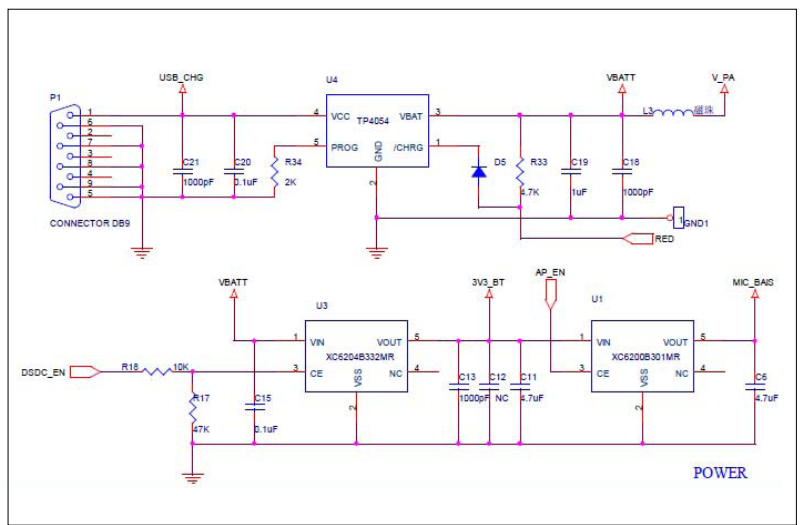 USB_CHG
U4
VBATT
V_PA
P1
L3 磁珠
1
6
2
7
3
8
4
9
5
4 VCC TP4054 VBAT 3
5 PROG GND /CHRG 1
2
C21
1000pF
C20
0.1uF
R34
2K
D5
R33
4.7K
C19
1uF
C18
1000pF
CONNECTOR DB9
1 GND1
RED
VBATT
U3
3V3_BT
AP_EN
U1
MIC_BAIS
1 VIN VOUT 5
XC6204B332MR
3 CE VSS NC 4
2
1 VIN VOUT 5
XC6200B301MR
3 CE VSS NC 4
2
DSDC_EN
R18 10K
R17
47K
C15
0.1uF
C13
1000pF
C12
NC
C11
4.7uF
C6
4.7uF
POWER